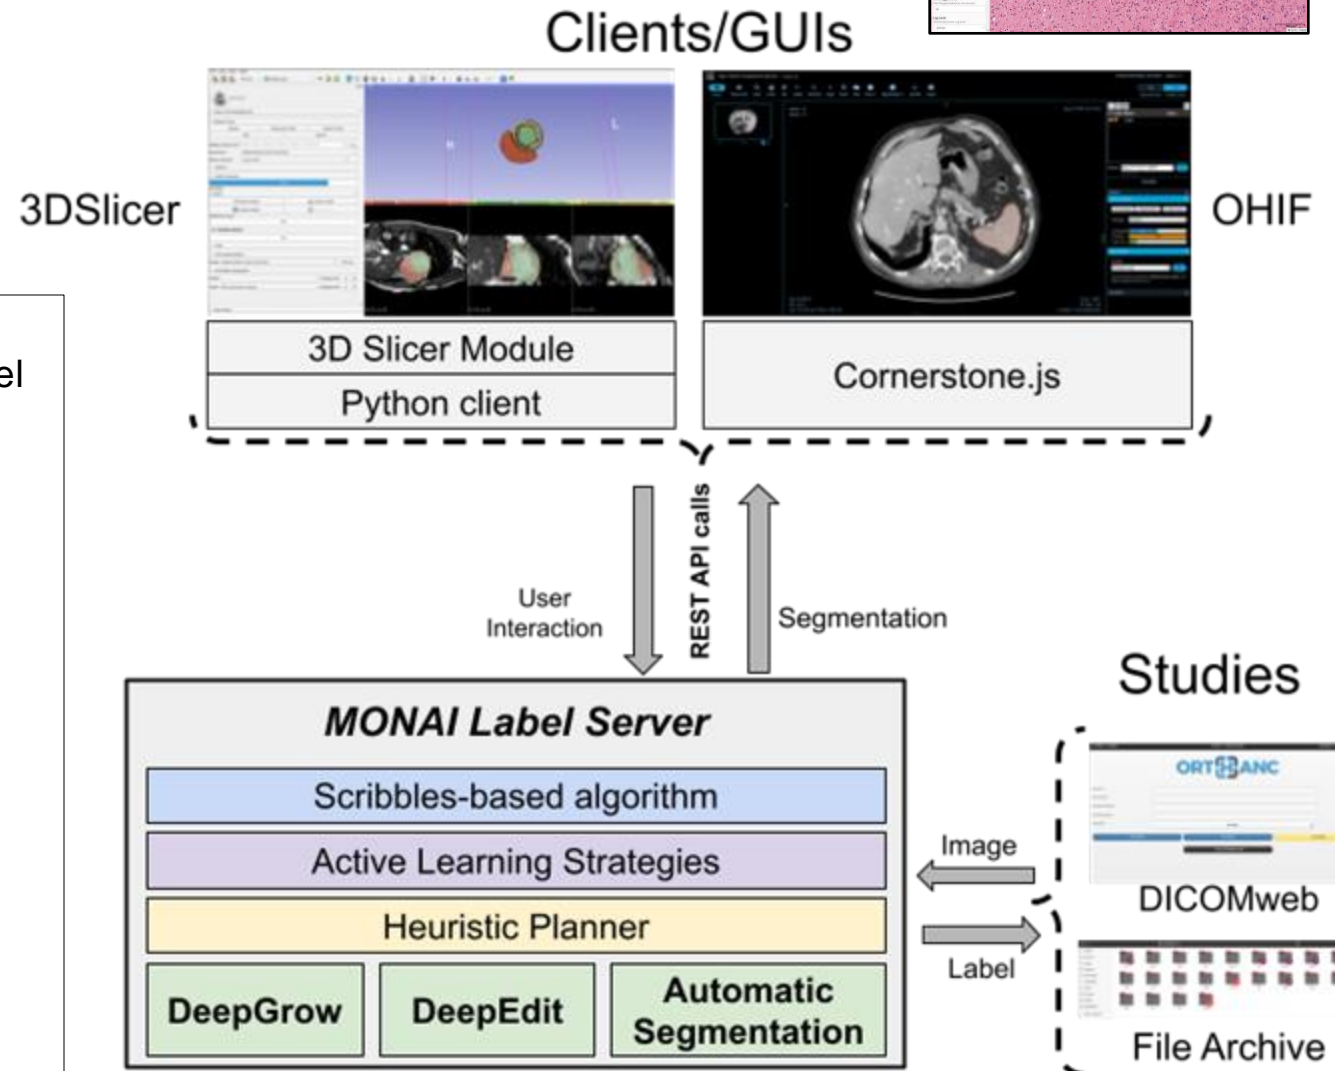 Clients/GUIs
3DSlicer
OHIF
el
3D Slicer Module
Python client
Cornerstone.js
User
Interaction
REST API calls
Segmentation
Studies
MONAI Label Server
Scribbles-based algorithm
Active Learning Strategies
Heuristic Planner
DeepGrow
DeepEdit
Automatic
Segmentation
Image
Label
ORTHANC
DICOMweb
File Archive